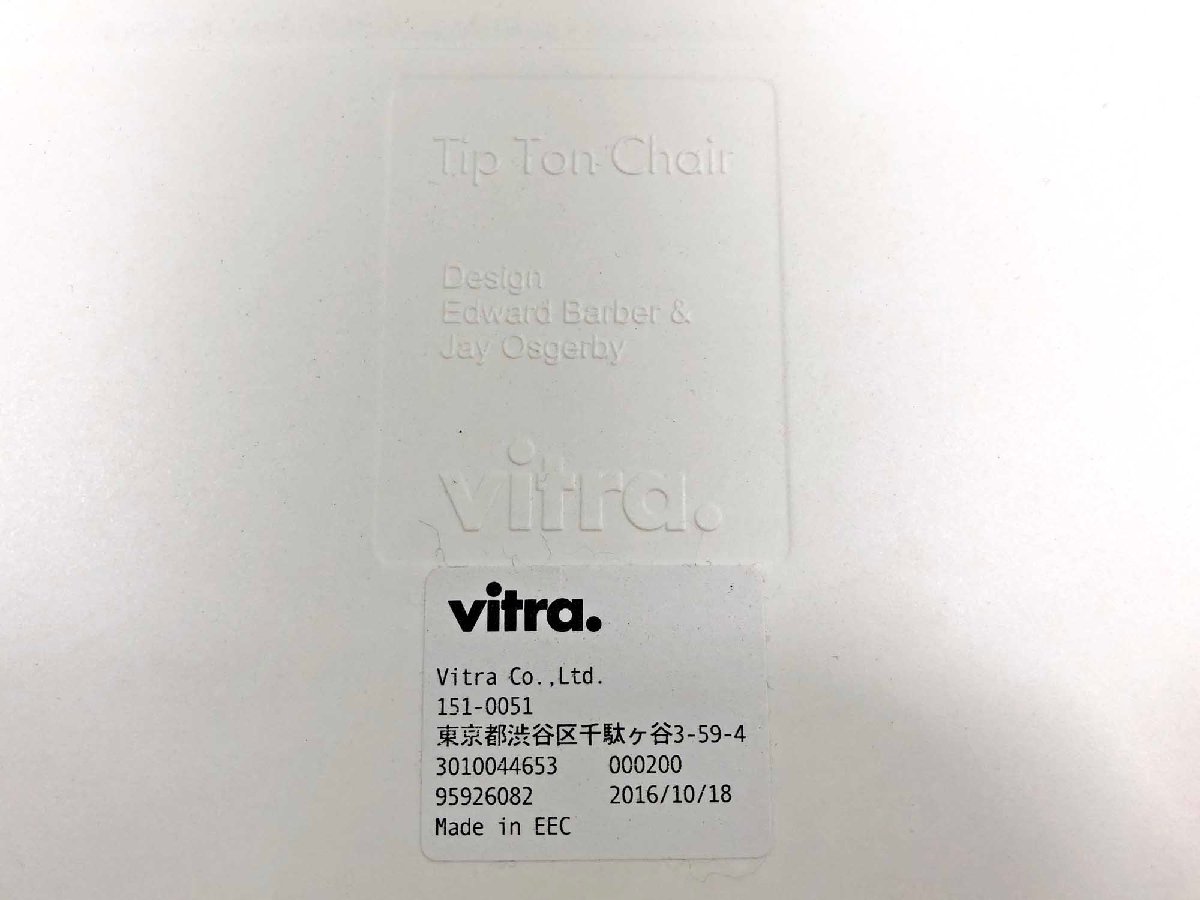 Tip Ton Chair
Design
Edward Barber &
Jay Osgerby
vitra.
vitra.
Vitra Co.,Ltd.
151-0051
東京都渋谷区千駄ヶ谷3-59-4
3010044653 000200
95926082 2016/10/18
Made in EEC